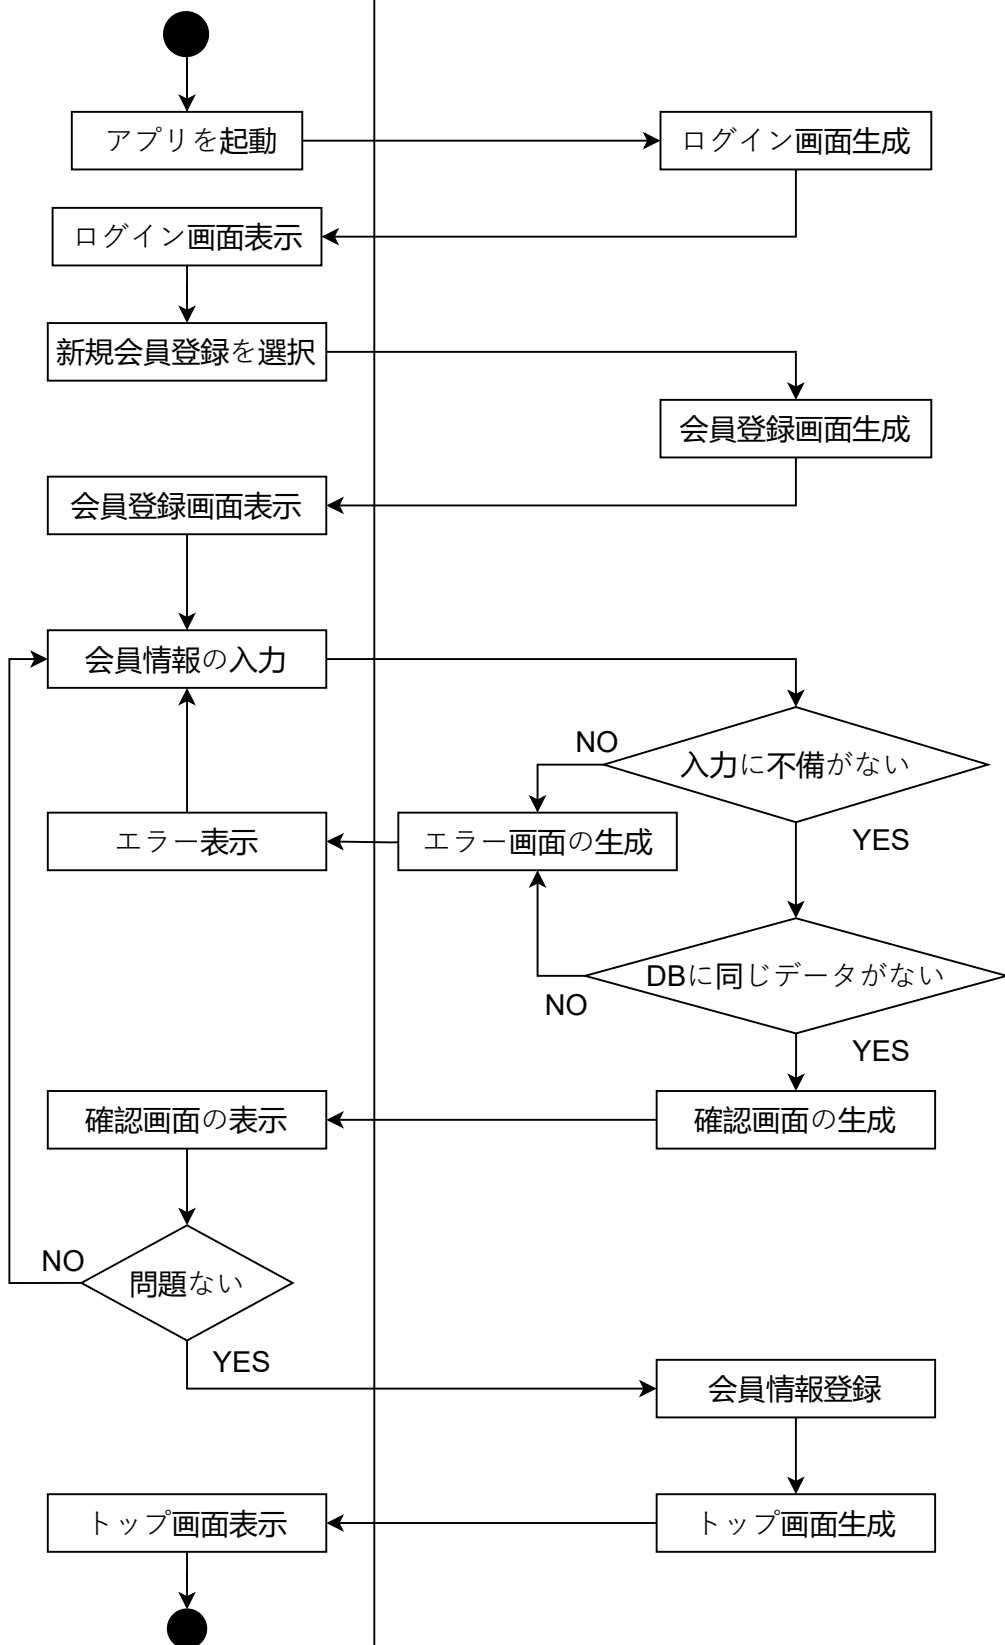 アプリを起動
ログイン画面生成
ログイン画面表示
新規会員登録を選択
会員登録画面生成
会員登録画面表示
会員情報の入力
NO
入力に不備がない
エラー表示
エラー画面の生成
YES
DBに同じデータがない
NO
YES
確認画面の表示
確認画面の生成
NO
問題ない
YES
会員情報登録
トップ画面表示
トップ画面生成